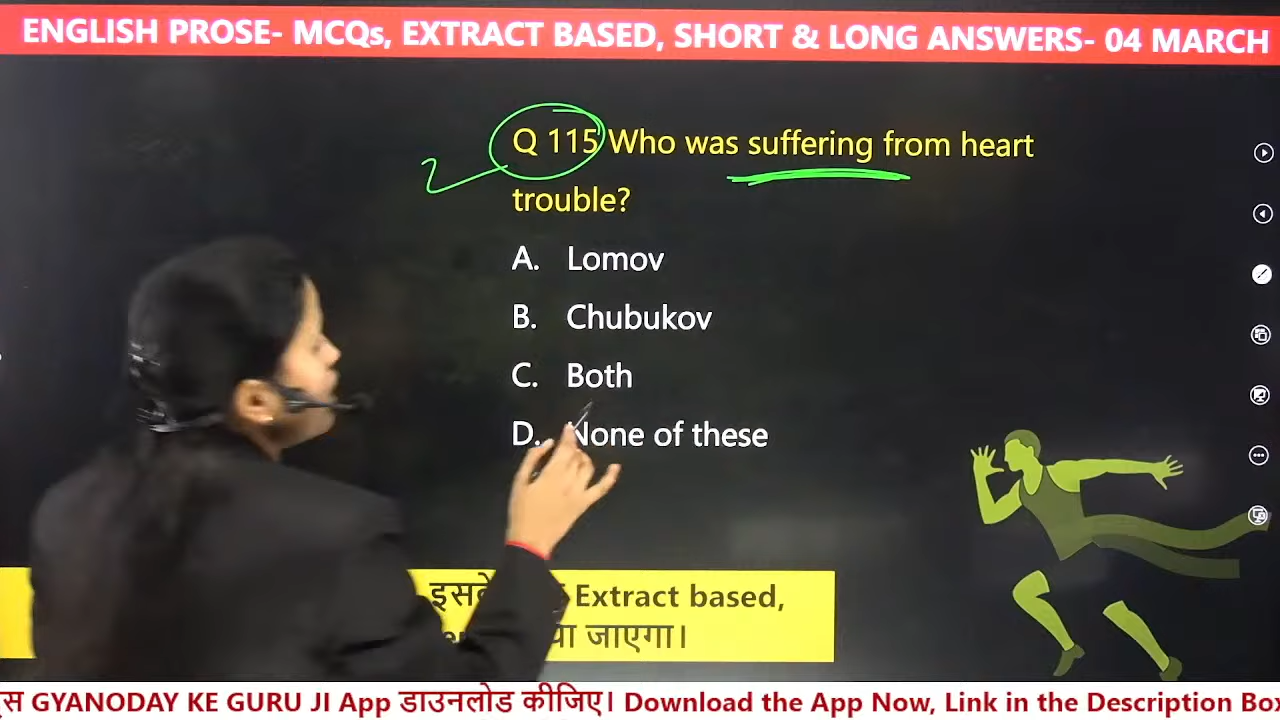 ENGLISH PROSE- MCQs, EXTRACT BASED, SHORT & LONG ANSWERS- 04 MARCH
Q 115 Who was suffering from heart
trouble?
A. Lomov
B. Chubukov
C. Both
D. None of these
Extract based,
जाएगा।
GYANODAY KE GURU JI App डाउनलोड कीजिए। Download the App Now, Link in the Description Box